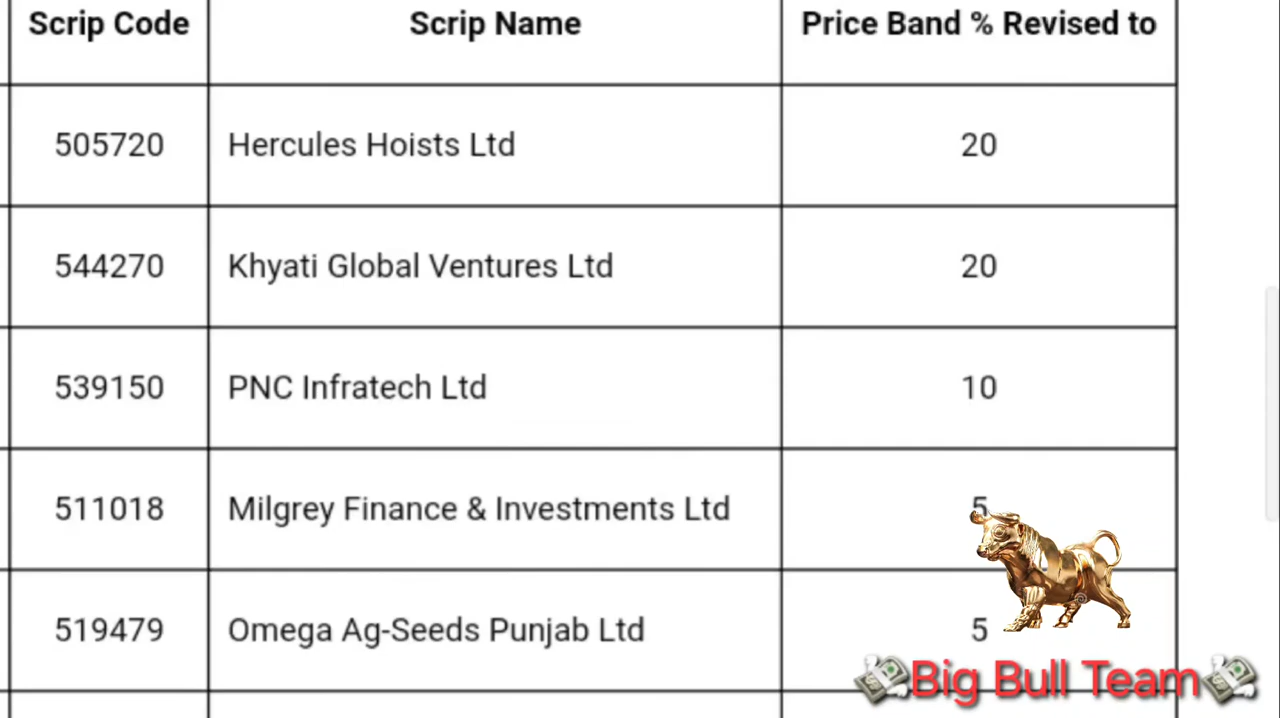 Scrip Code Scrip Name Price Band % Revised to
505720 Hercules Hoists Ltd 20
544270 Khyati Global Ventures Ltd 20
539150 PNC Infratech Ltd 10
511018 Milgrey Finance & Investments Ltd 5
519479 Omega Ag-Seeds Punjab Ltd 5
Big Bull Team